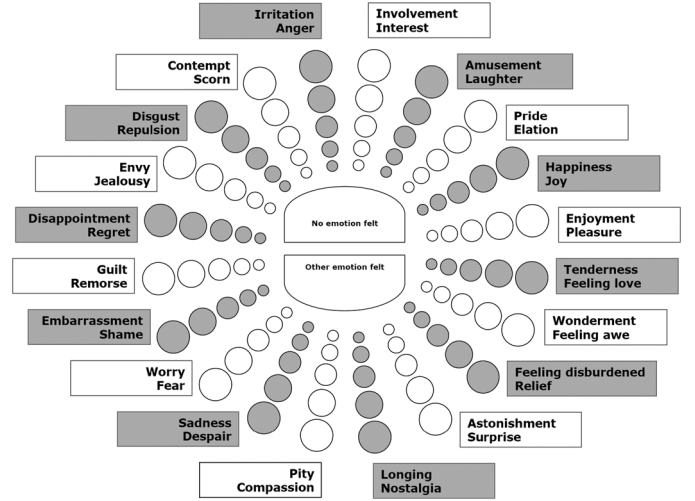 Irritation
Anger
Involvement
Interest
Contempt
Scorn
Amusement
Laughter
Disgust
Repulsion
Pride
Elation
Envy
Jealousy
Happiness
Joy
Disappointment
Regret
No emotion felt
Enjoyment
Pleasure
Guilt
Remorse
Other emotion felt
Tenderness
Feeling love
Embarrassment
Shame
Wonderment
Feeling awe
Worry
Fear
Feeling disburdened
Relief
Sadness
Despair
Astonishment
Surprise
Pity
Compassion
Longing
Nostalgia